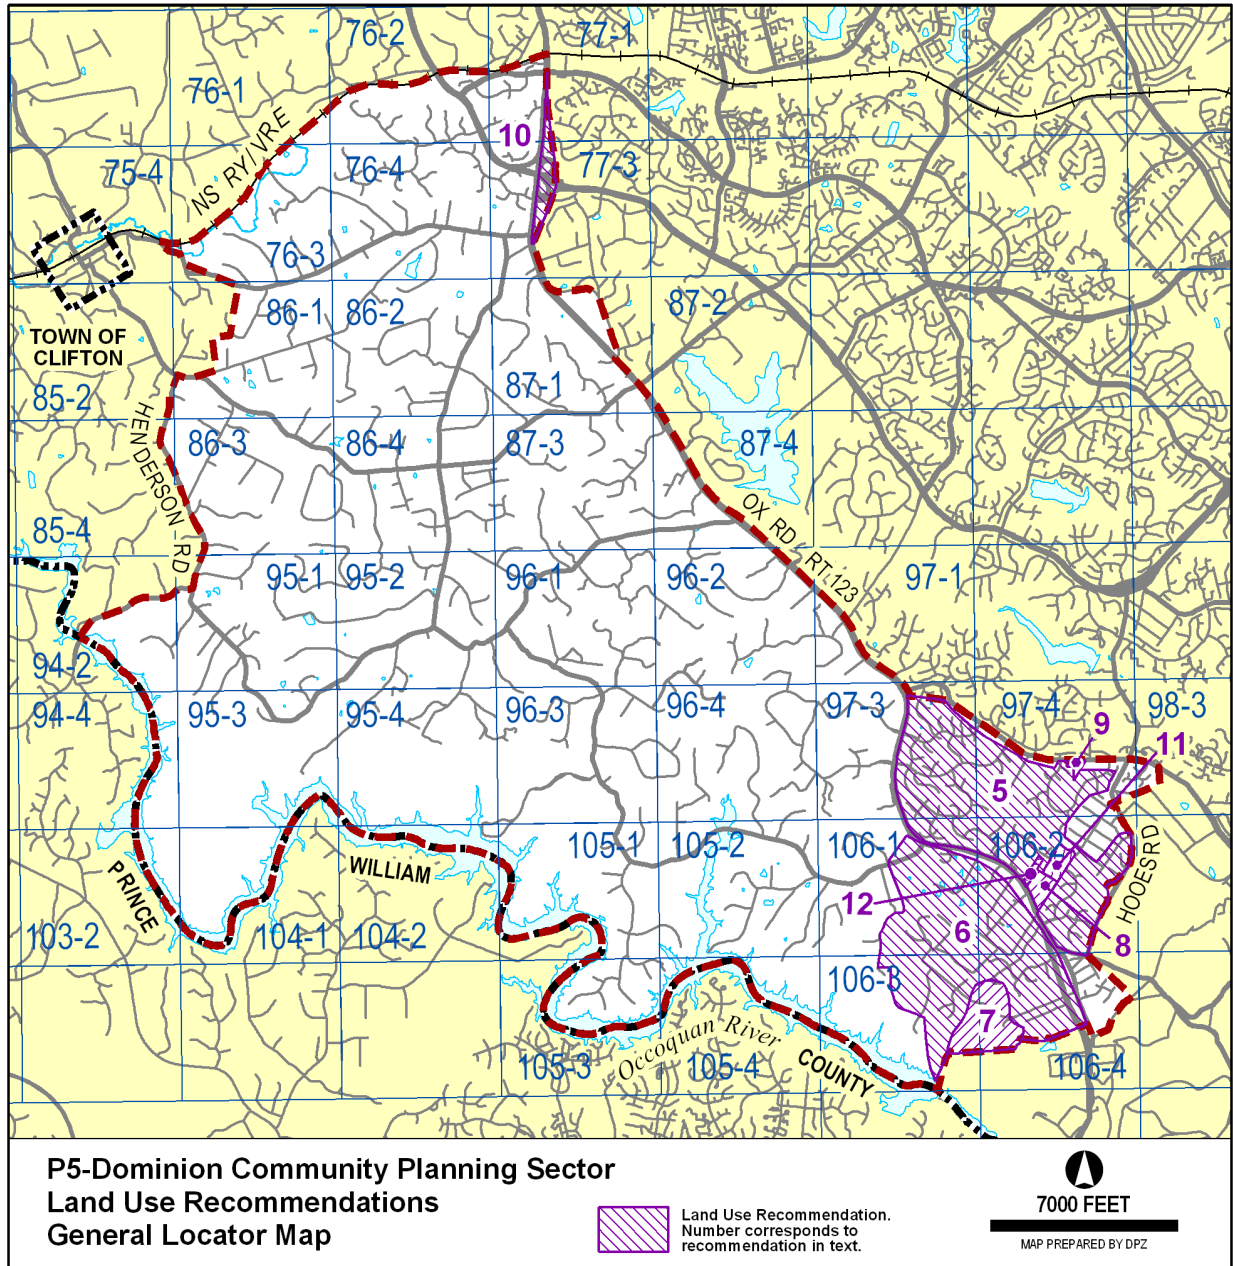 76-2
77-1
76-1
NS RY/VRE
10
75-4
76-4
77-3
76-3
86-1
86-2
87-2
TOWN OF
CLIFTON
85-2
87-1
HENDERSON RD
86-3
86-4
87-3
87-4
OX RD RT.123
85-4
95-1
95-2
96-1
96-2
97-1
94-2
94-4
95-3
95-4
96-3
96-4
97-3
97-4
98-3
9
11
5
105-1
105-2
106-1
106-2
HOOES RD
PRINCE
WILLIAM
12
103-2
104-1
104-2
6
8
106-3
7
Occoquan River
105-3
105-4
COUNTY
106-4
P5-Dominion Community Planning Sector
Land Use Recommendations
General Locator Map
Land Use Recommendation.
Number corresponds to
recommendation in text.
7000 FEET
MAP PREPARED BY DPZ